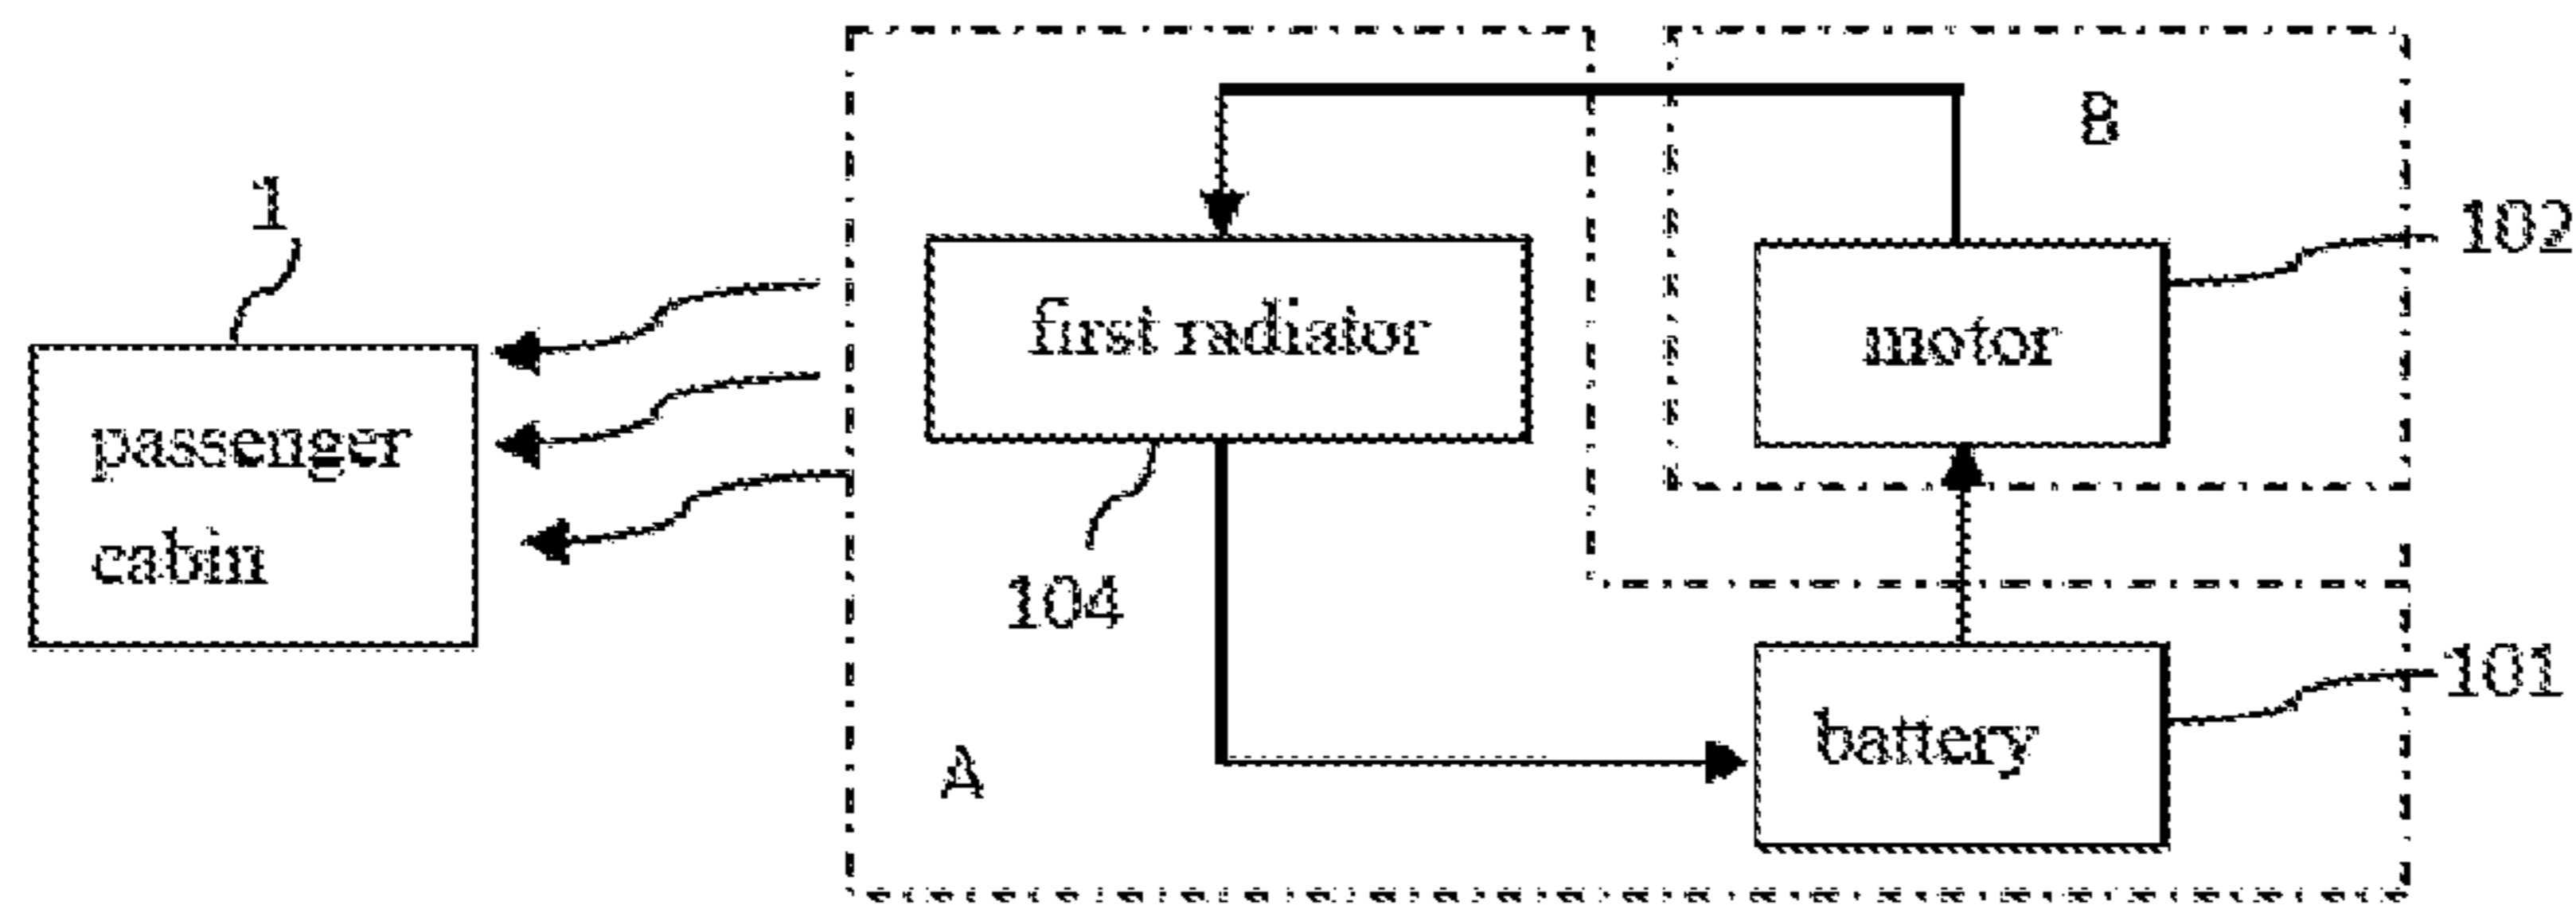 B
1
102
first radiator
motor
passenger
cabin
104
101
battery
A